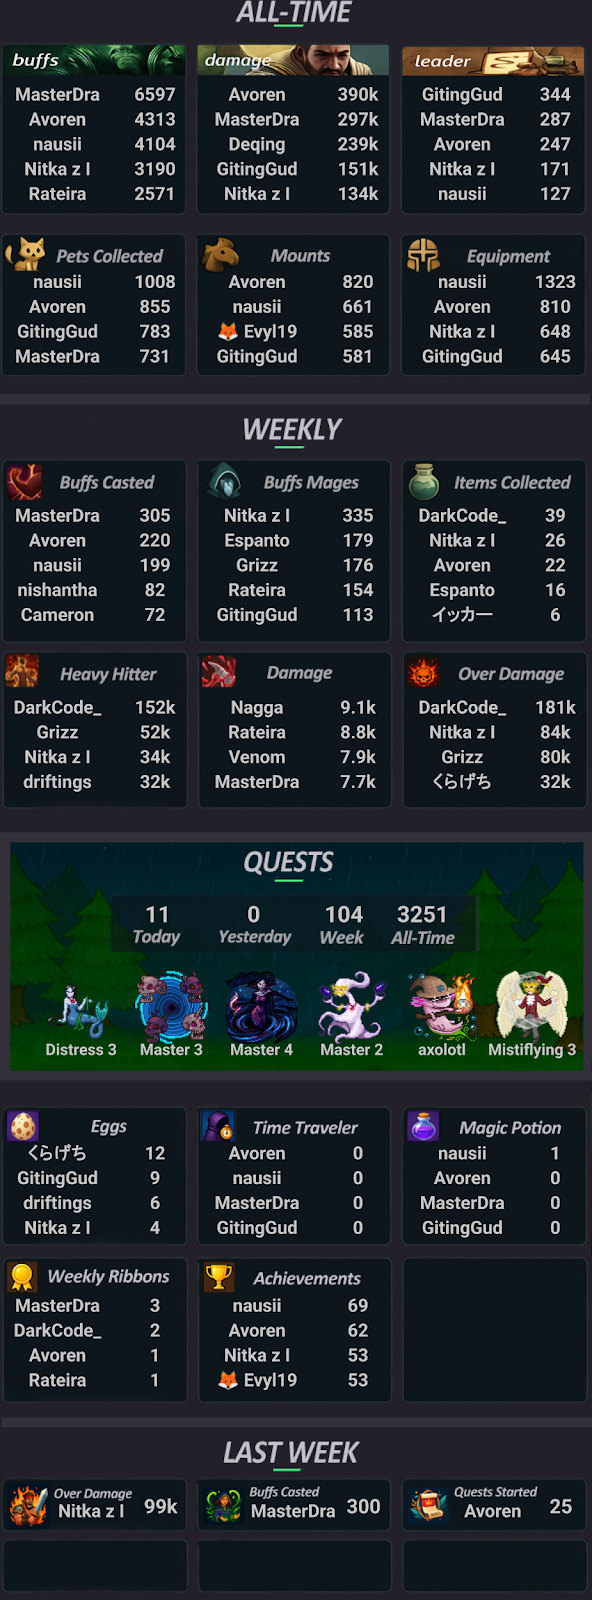 ALL-TIME
buffs
MasterDra 6597
Avoren 4313
nausii 4104
Nitka z l 3190
Rateira 2571
damage
Avoren 390k
MasterDra 297k
Deqing 239k
GitingGud 151k
Nitka z l 134k
leader
GitingGud 344
MasterDra 287
Avoren 247
Nitka z l 171
nausii 127
Pets Collected
nausii 1008
Avoren 855
GitingGud 783
MasterDra 731
Mounts
Avoren 820
nausii 661
🦊 Evyl19 585
GitingGud 581
Equipment
nausii 1323
Avoren 810
Nitka z l 648
GitingGud 645
WEEKLY
Buffs Casted
MasterDra 305
Avoren 220
nausii 199
nishantha 82
Cameron 72
Buffs Mages
Nitka z l 335
Espanto 179
Grizz 176
Rateira 154
GitingGud 113
Items Collected
DarkCode_ 39
Nitka z l 26
Avoren 22
Espanto 16
イッカー 6
Heavy Hitter
DarkCode_ 152k
Grizz 52k
Nitka z l 34k
driftings 32k
Damage
Nagga 9.1k
Rateira 8.8k
Venom 7.9k
MasterDra 7.7k
Over Damage
DarkCode_ 181k
Nitka z l 84k
Grizz 80k
くらげち 32k
QUESTS
11 0 104 3251
Today Yesterday Week All-Time
Distress 3 Master 3 Master 4 Master 2 axolotl Mistiflying 3
Eggs
くらげち 12
GitingGud 9
driftings 6
Nitka z l 4
Time Traveler
Avoren 0
nausii 0
MasterDra 0
GitingGud 0
Magic Potion
nausii 1
Avoren 0
MasterDra 0
GitingGud 0
Weekly Ribbons
MasterDra 3
DarkCode_ 2
Avoren 1
Rateira 1
Achievements
nausii 69
Avoren 62
Nitka z l 53
🦊 Evyl19 53
LAST WEEK
Over Damage
Nitka z l 99k
Buffs Casted
MasterDra 300
Quests Started
Avoren 25